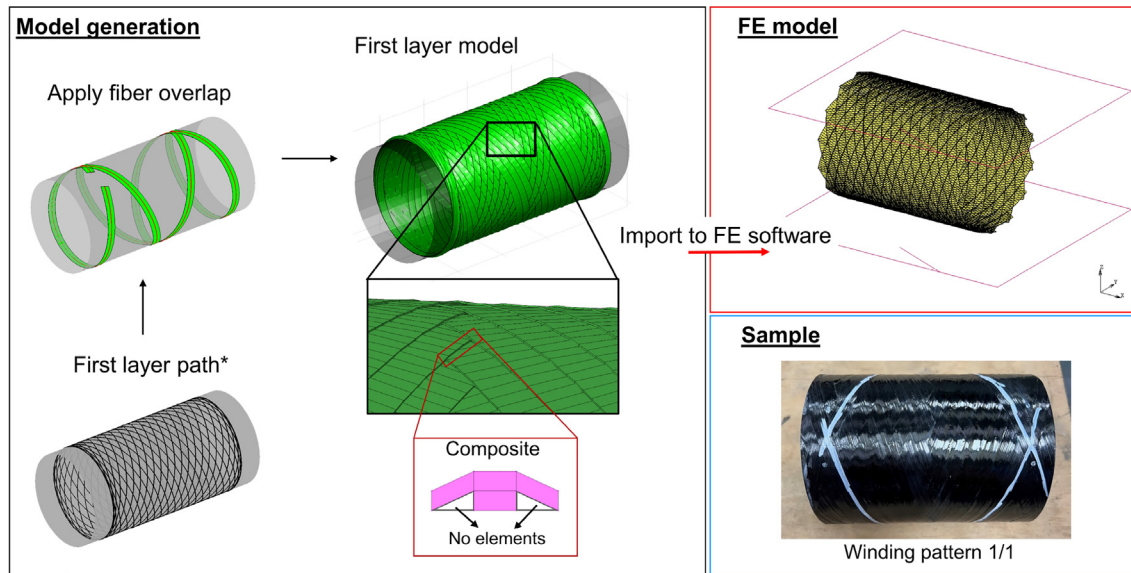 Model generation
First layer model
Apply fiber overlap
First layer path*
Composite
No elements
Import to FE software
FE model
Z
Y
X
Sample
Winding pattern 1/1